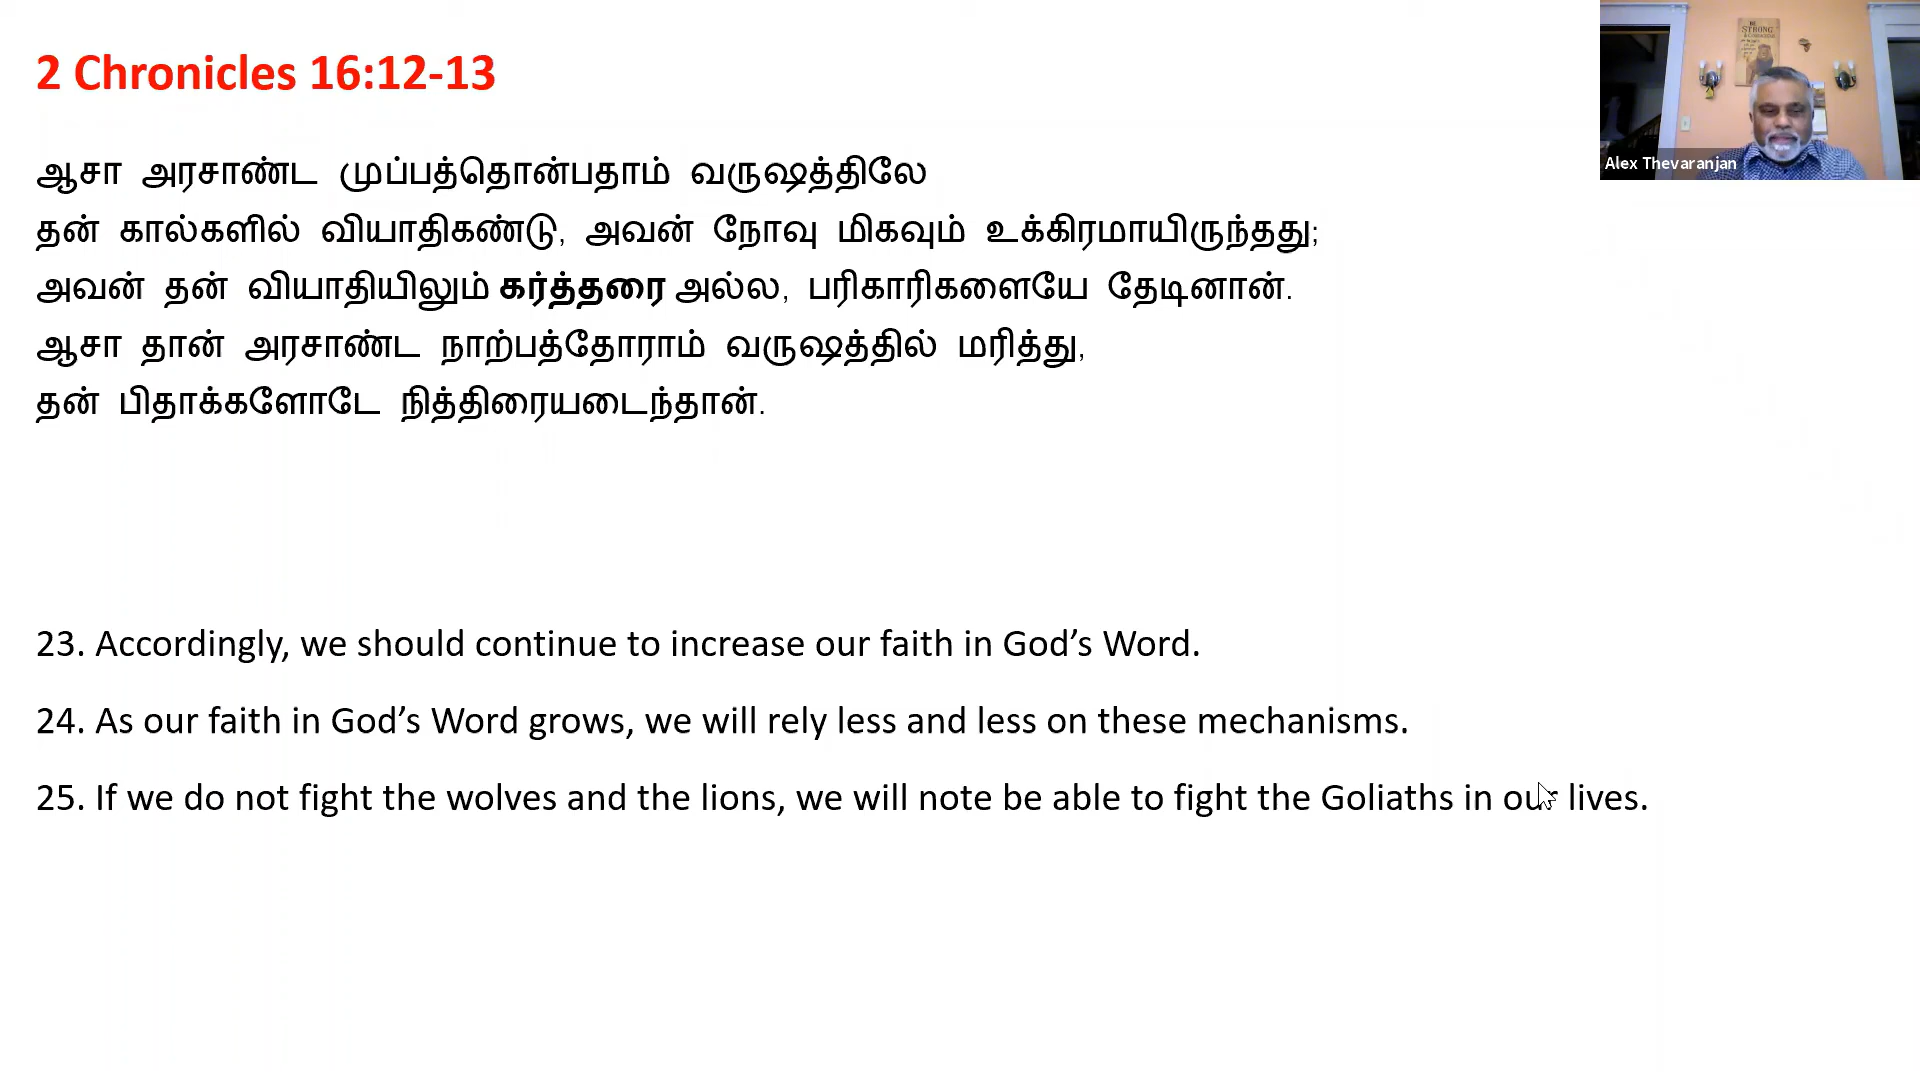 2 Chronicles 16:12-13
ஆசா அரசாண்ட முப்பத்தொன்பதாம் வருஷத்திலே
தன் கால்களில் வியாதிகண்டு, அவன் நோவு மிகவும் உக்கிரமாயிருந்தது;
அவன் தன் வியாதியிலும் கர்த்தரை அல்ல, பரிகாரிகளையே தேடினான்.
ஆசா தான் அரசாண்ட நாற்பத்தோராம் வருஷத்தில் மரித்து,
தன் பிதாக்களோடே நித்திரையடைந்தான்.
23. Accordingly, we should continue to increase our faith in God’s Word.
24. As our faith in God’s Word grows, we will rely less and less on these mechanisms.
25. If we do not fight the wolves and the lions, we will note be able to fight the Goliaths in our lives.
STRONG
Alex Thevaranjan